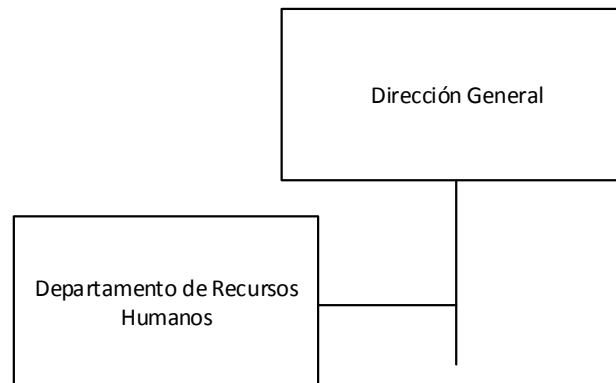 Dirección General
Departamento de Recursos
Humanos